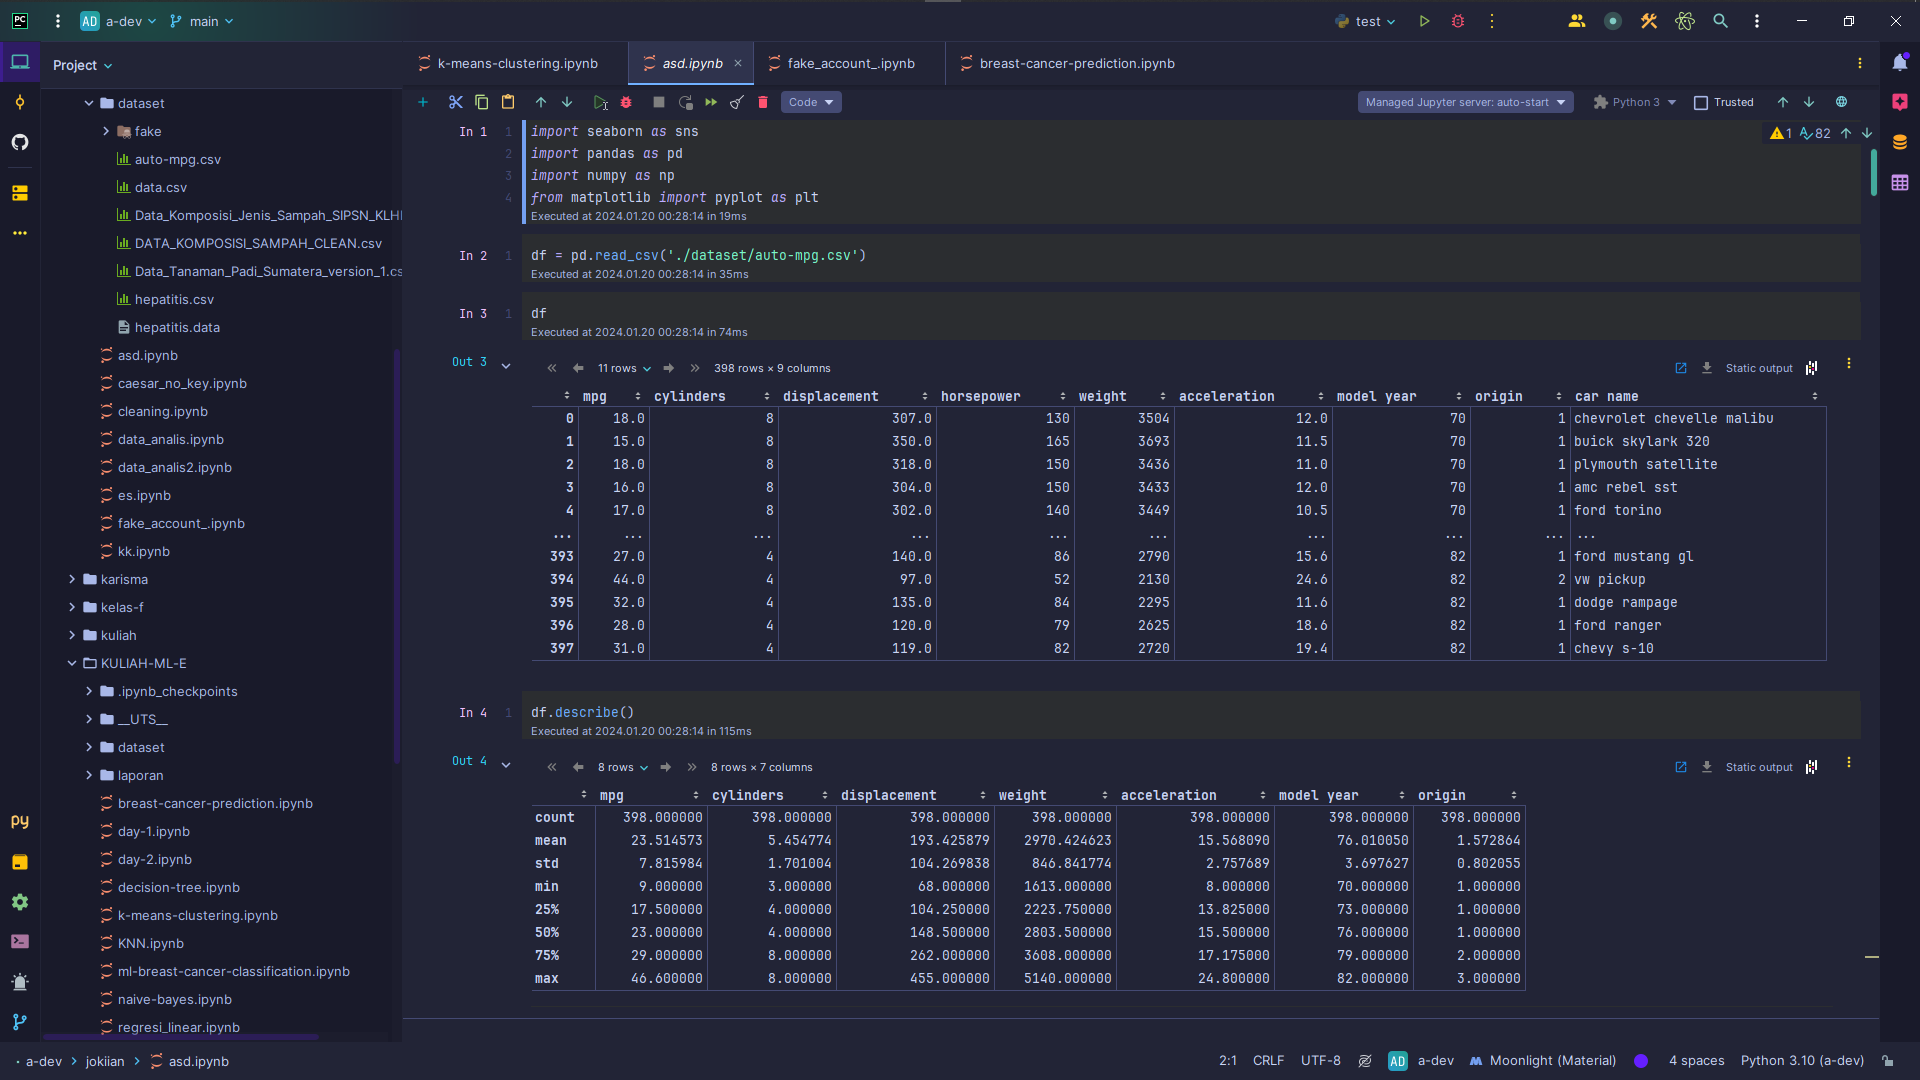 PC AD a-dev main test
Project
k-means-clustering.ipynb asd.ipynb fake_account_.ipynb breast-cancer-prediction.ipynb
Code Managed Jupyter server: auto-start Python 3 Trusted
dataset
fake
auto-mpg.csv
data.csv
Data_Komposisi_Jenis_Sampah_SIPSN_KLH
DATA_KOMPOSISI_SAMPAH_CLEAN.csv
Data_Tanaman_Padi_Sumatera_version_1.cs
hepatitis.csv
hepatitis.data
asd.ipynb
caesar_no_key.ipynb
cleaning.ipynb
data_analis.ipynb
data_analis2.ipynb
es.ipynb
fake_account_.ipynb
kk.ipynb
karisma
kelas-f
kuliah
KULIAH-ML-E
.ipynb_checkpoints
__UTS__
dataset
laporan
breast-cancer-prediction.ipynb
day-1.ipynb
day-2.ipynb
decision-tree.ipynb
k-means-clustering.ipynb
KNN.ipynb
ml-breast-cancer-classification.ipynb
naive-bayes.ipynb
regresi_linear.ipynb
py
In 1 1 import seaborn as sns
2 import pandas as pd
3 import numpy as np
4 from matplotlib import pyplot as plt
Executed at 2024.01.20 00:28:14 in 19ms
1 82
In 2 1 df = pd.read_csv('./dataset/auto-mpg.csv')
Executed at 2024.01.20 00:28:14 in 35ms
In 3 1 df
Executed at 2024.01.20 00:28:14 in 74ms
Out 3 11 rows 398 rows × 9 columns Static output
mpg cylinders displacement horsepower weight acceleration model year origin car name
0 18.0 8 307.0 130 3504 12.0 70 1 chevrolet chevelle malibu
1 15.0 8 350.0 165 3693 11.5 70 1 buick skylark 320
2 18.0 8 318.0 150 3436 11.0 70 1 plymouth satellite
3 16.0 8 304.0 150 3433 12.0 70 1 amc rebel sst
4 17.0 8 302.0 140 3449 10.5 70 1 ford torino
... ... ... ... ... ... ... ... ... ...
393 27.0 4 140.0 86 2790 15.6 82 1 ford mustang gl
394 44.0 4 97.0 52 2130 24.6 82 2 vw pickup
395 32.0 4 135.0 84 2295 11.6 82 1 dodge rampage
396 28.0 4 120.0 79 2625 18.6 82 1 ford ranger
397 31.0 4 119.0 82 2720 19.4 82 1 chevy s-10
In 4 1 df.describe()
Executed at 2024.01.20 00:28:14 in 115ms
Out 4 8 rows 8 rows × 7 columns Static output
mpg cylinders displacement weight acceleration model year origin
count 398.000000 398.000000 398.000000 398.000000 398.000000 398.000000 398.000000
mean 23.514573 5.454774 193.425879 2970.424623 15.568090 76.010050 1.572864
std 7.815984 1.701004 104.269838 846.841774 2.757689 3.697627 0.802055
min 9.000000 3.000000 68.000000 1613.000000 8.000000 70.000000 1.000000
25% 17.500000 4.000000 104.250000 2223.750000 13.825000 73.000000 1.000000
50% 23.000000 4.000000 148.500000 2803.500000 15.500000 76.000000 1.000000
75% 29.000000 8.000000 262.000000 3608.000000 17.175000 79.000000 2.000000
max 46.600000 8.000000 455.000000 5140.000000 24.800000 82.000000 3.000000
a-dev jokiian asd.ipynb 2:1 CRLF UTF-8 AD a-dev Moonlight (Material) 4 spaces Python 3.10 (a-dev)